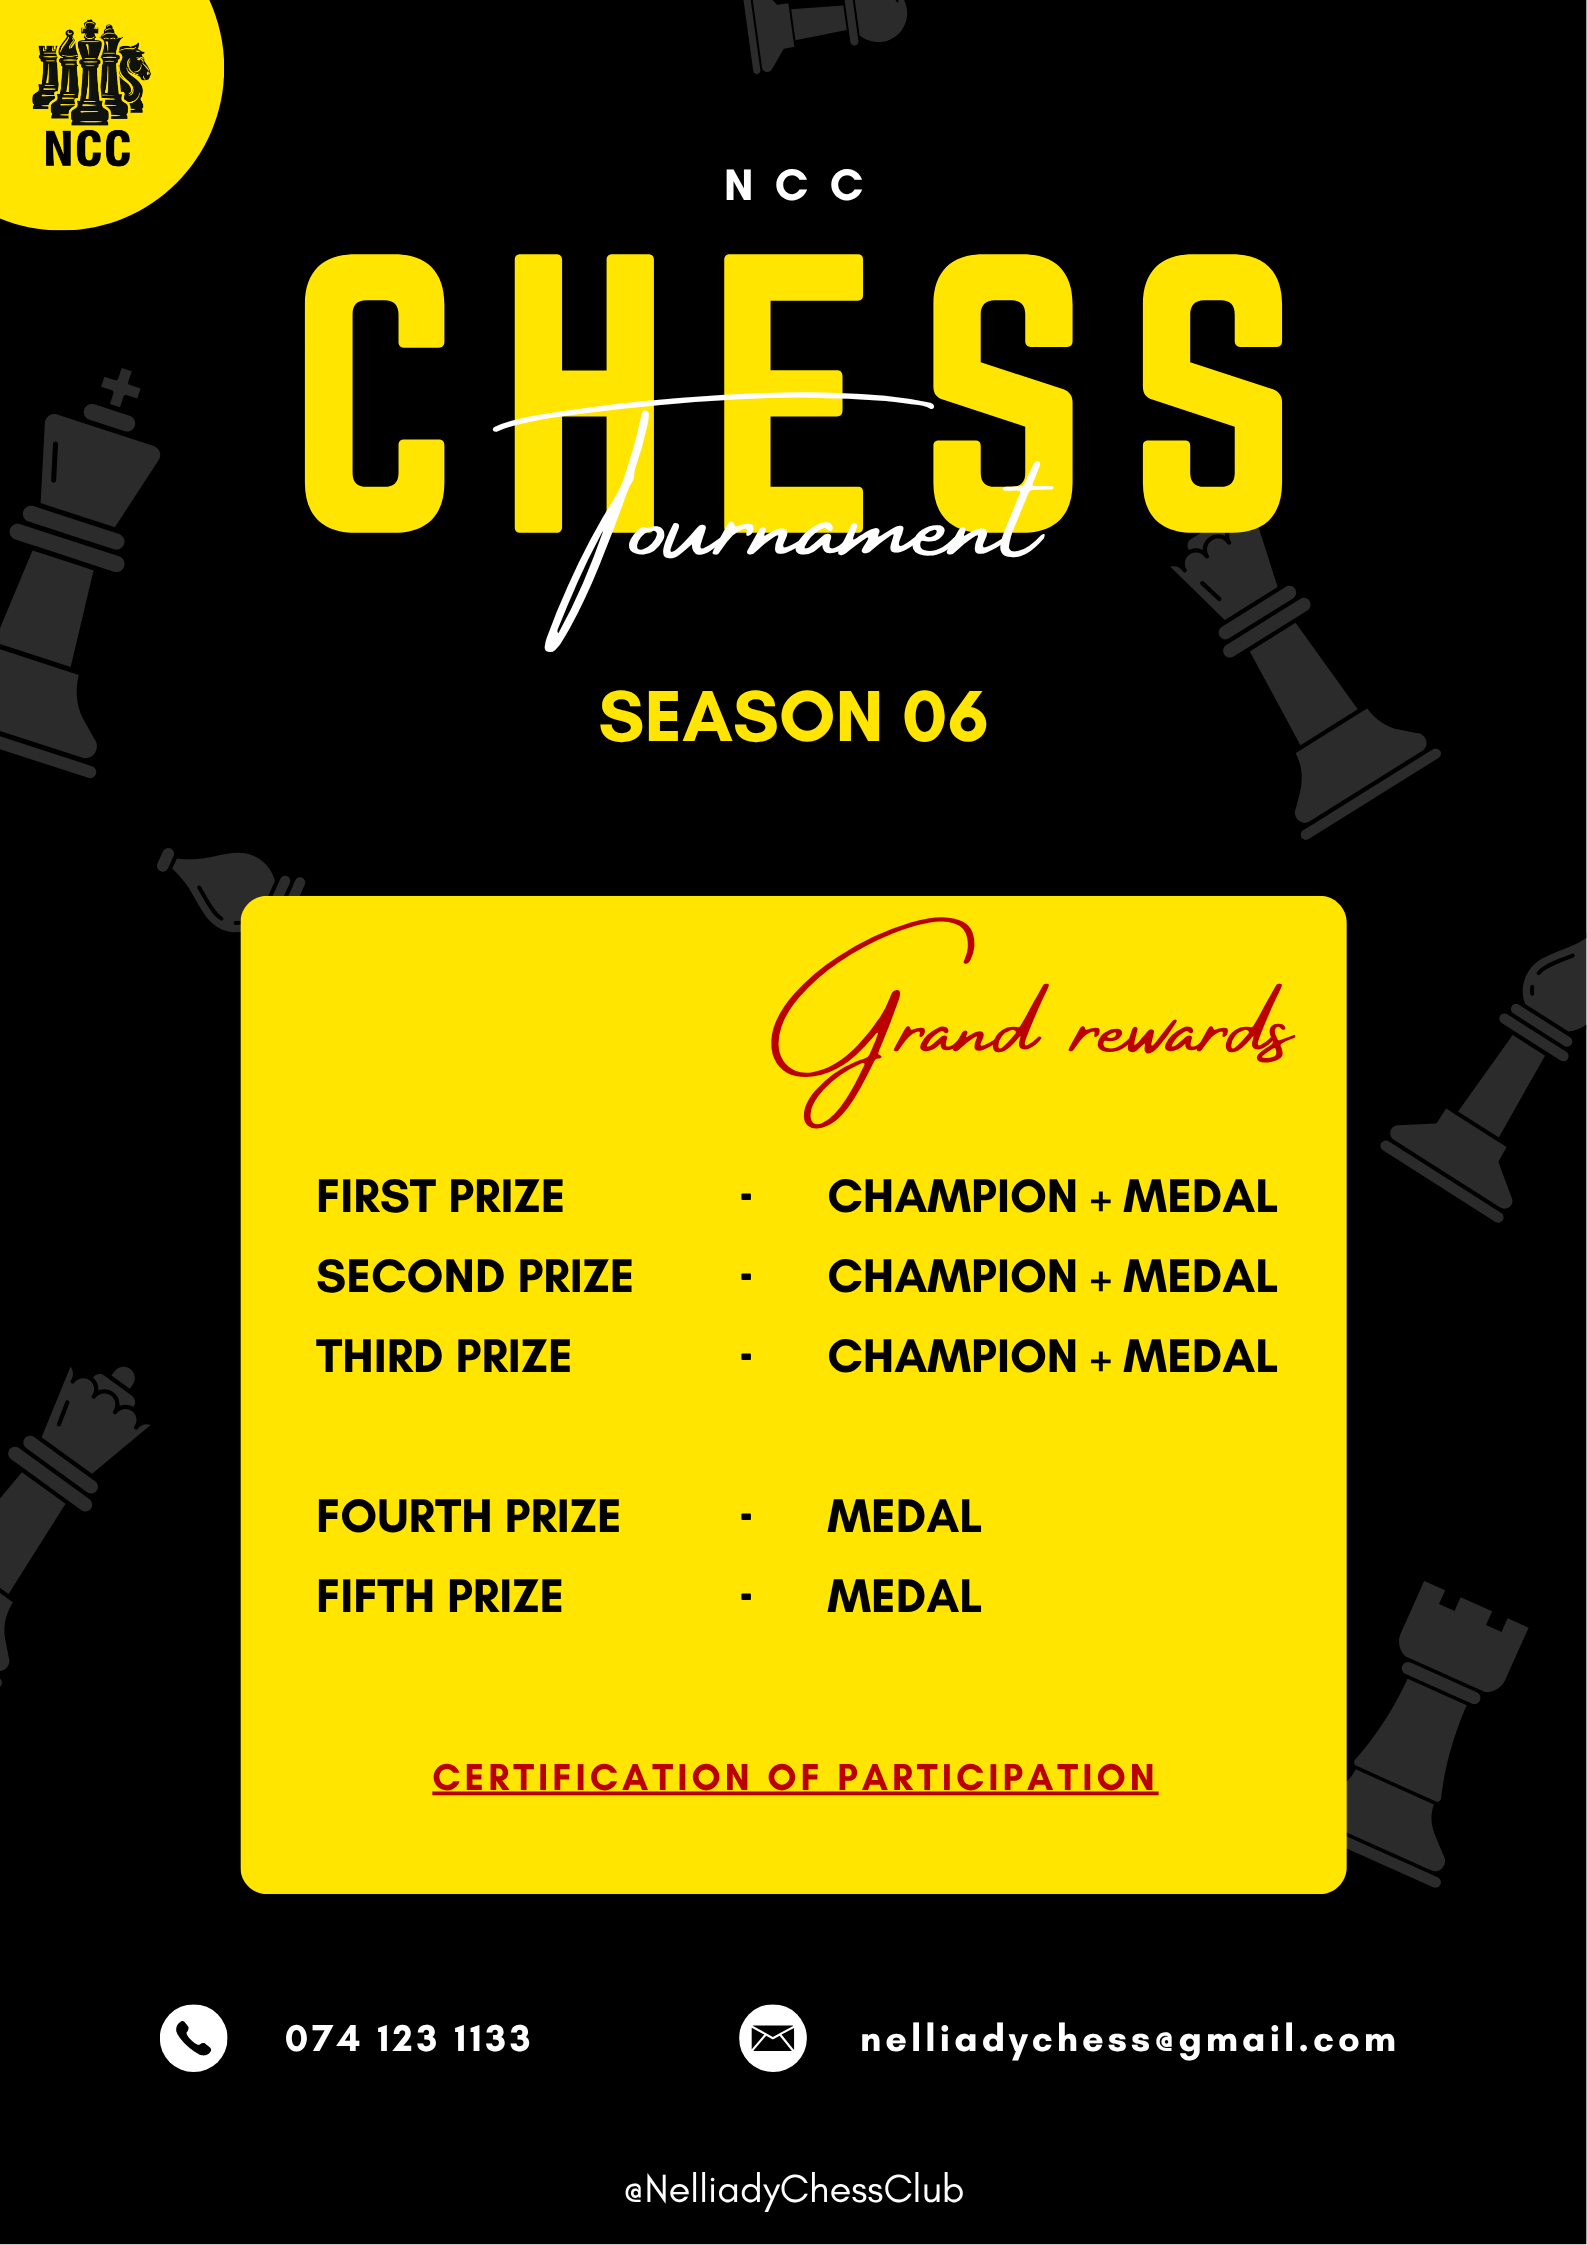 NCC
N C C
CHESS
Tournament
SEASON 06
Grand rewards
FIRST PRIZE - CHAMPION + MEDAL
SECOND PRIZE - CHAMPION + MEDAL
THIRD PRIZE - CHAMPION + MEDAL
FOURTH PRIZE - MEDAL
FIFTH PRIZE - MEDAL
CERTIFICATION OF PARTICIPATION
074 123 1133 nelliadychess@gmail.com
@NelliadyChessClub